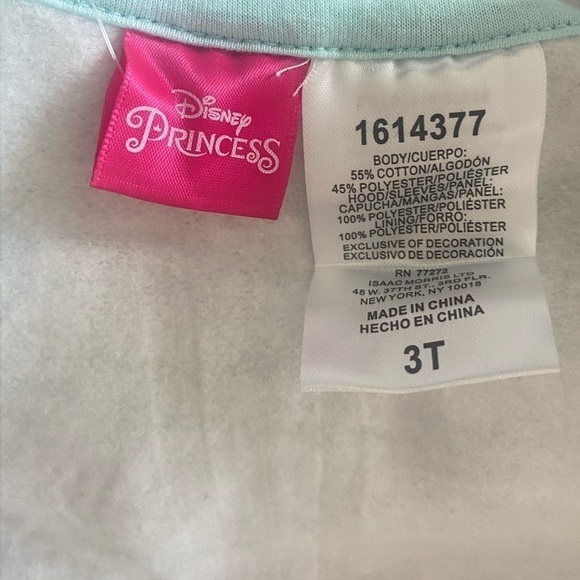 Disney
PRINCESS
1614377
BODY/CUERPO:
55% COTTON/ALGODÓN
45% POLYESTER/POLIÉSTER
HOOD/SLEEVES/PANEL:
CAPUCHA/MANGAS/PANEL:
100% POLYESTER/POLIÉSTER
LINING/FORRO:
100% POLYESTER/POLIÉSTER
EXCLUSIVE OF DECORATION
EXCLUSIVO DE DECORACIÓN
RN 77272
ISAAC MORRIS LTD
48 W. 37TH ST., 3RD FLR.
NEW YORK, NY 10018
MADE IN CHINA
HECHO EN CHINA
3T